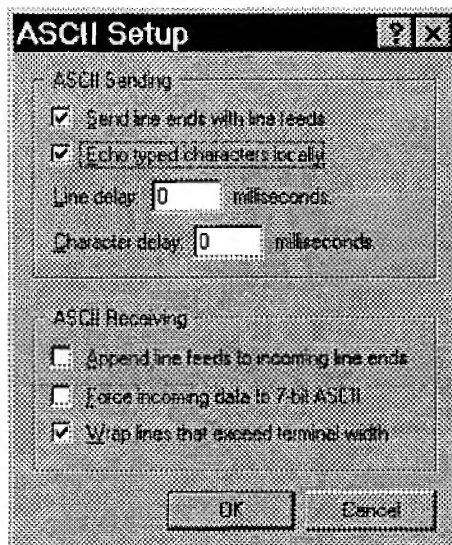 ASCII Setup
ASCII Sending
Send line ends with line feeds
Echo typed characters locally
Line delay: 0 milliseconds.
Character delay: 0 milliseconds.
ASCII Receiving
Append line feeds to incoming line ends
Force incoming data to 7-bit ASCII
Wrap lines that exceed terminal width
OK Cancel